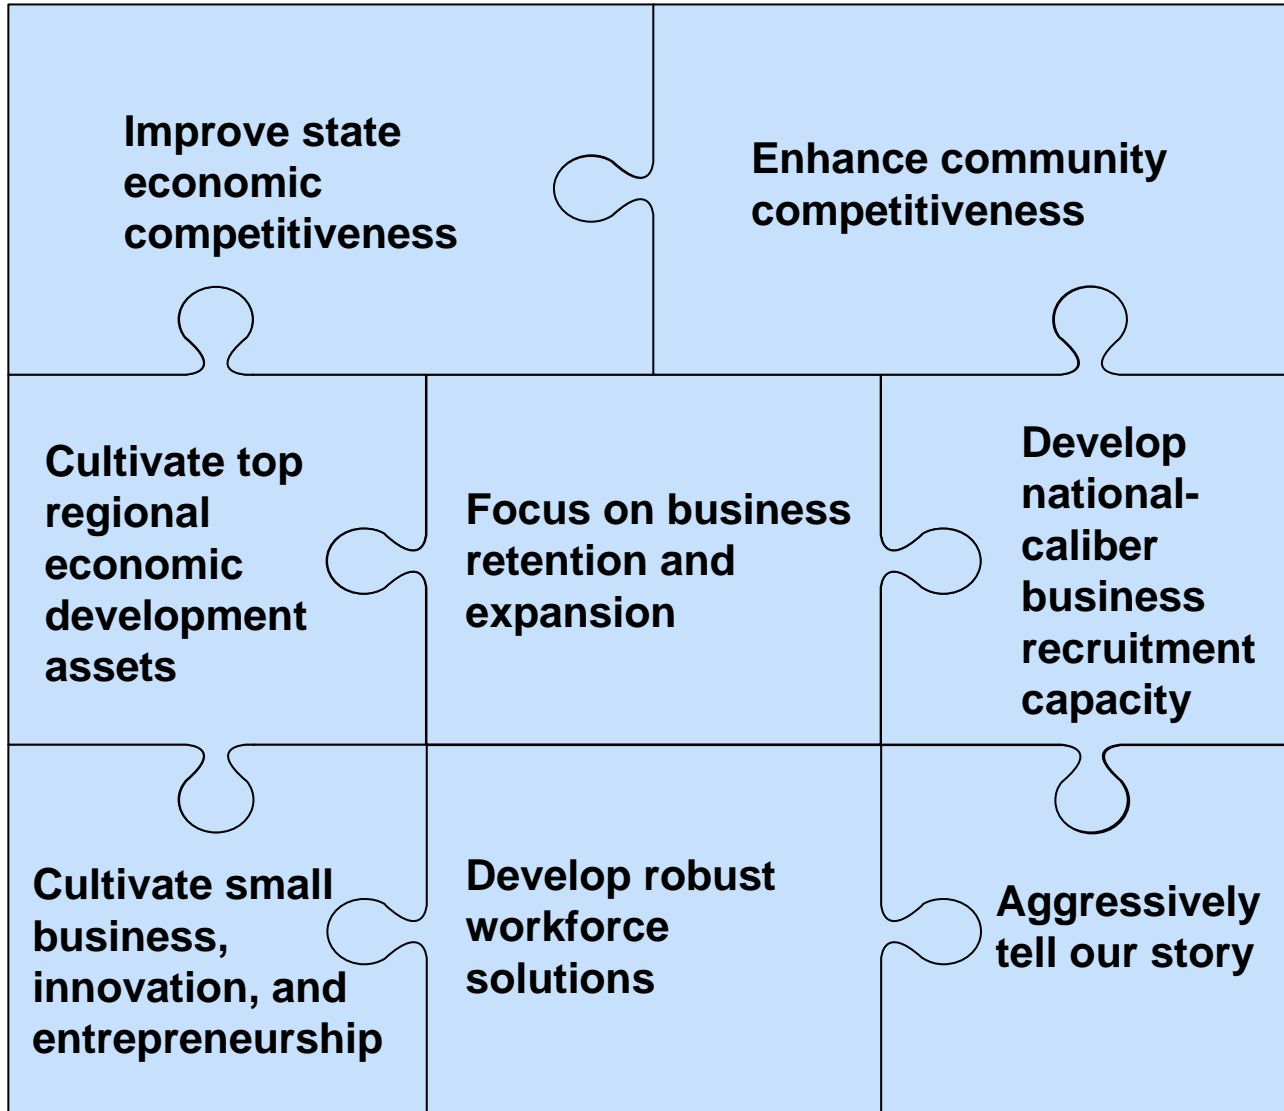 Improve state
economic
competitiveness
Enhance community
competitiveness
Cultivate top
regional
economic
development
assets
Focus on business
retention and
expansion
Develop
national-
caliber
business
recruitment
capacity
Cultivate small
business,
innovation, and
entrepreneurship
Develop robust
workforce
solutions
Aggressively
tell our story